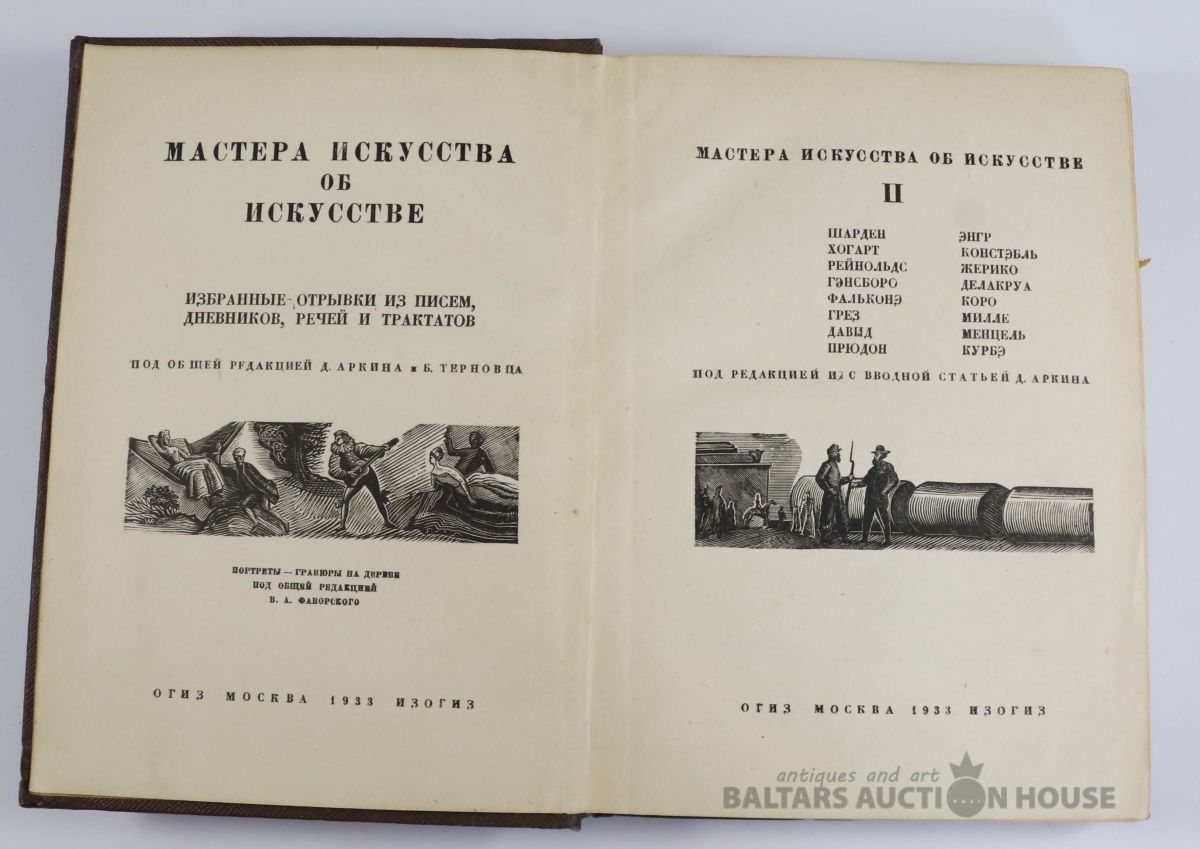 МАСТЕРА ИСКУССТВА
ОБ
ИСКУССТВЕ
ИЗБРАННЫЕ ОТРЫВКИ ИЗ ПИСЕМ,
ДНЕВНИКОВ, РЕЧЕЙ И ТРАКТАТОВ
ПОД ОБЩЕЙ РЕДАКЦИЕЙ Д. АРКИНА и Б. ТЕРНОВЦА
ПОРТРЕТЫ — ГРАВЮРЫ НА ДЕРЕВЕ
ПОД ОБЩЕЙ РЕДАКЦИЕЙ
В. А. ФАВОРСКОГО
ОГИЗ МОСКВА 1933 ИЗОГИЗ
МАСТЕРА ИСКУССТВА ОБ ИСКУССТВЕ
II
ШАРДЕН
ХОГАРТ
РЕЙНОЛЬДС
ГЭНСБОРО
ФАЛЬКОНЭ
ГРЕЗ
ДАВИД
ПРЮДОН
ЭНГР
КОНСТЭБЛЬ
ЖЕРИКО
ДЕЛАКРУА
КОРО
МИЛЛЕ
МЕНЦЕЛЬ
КУРБЭ
ПОД РЕДАКЦИЕЙ И С ВВОДНОЙ СТАТЬЕЙ Д. АРКИНА
ОГИЗ МОСКВА 1933 ИЗОГИЗ
antiques and art
BALTARS AUCTION HOUSE